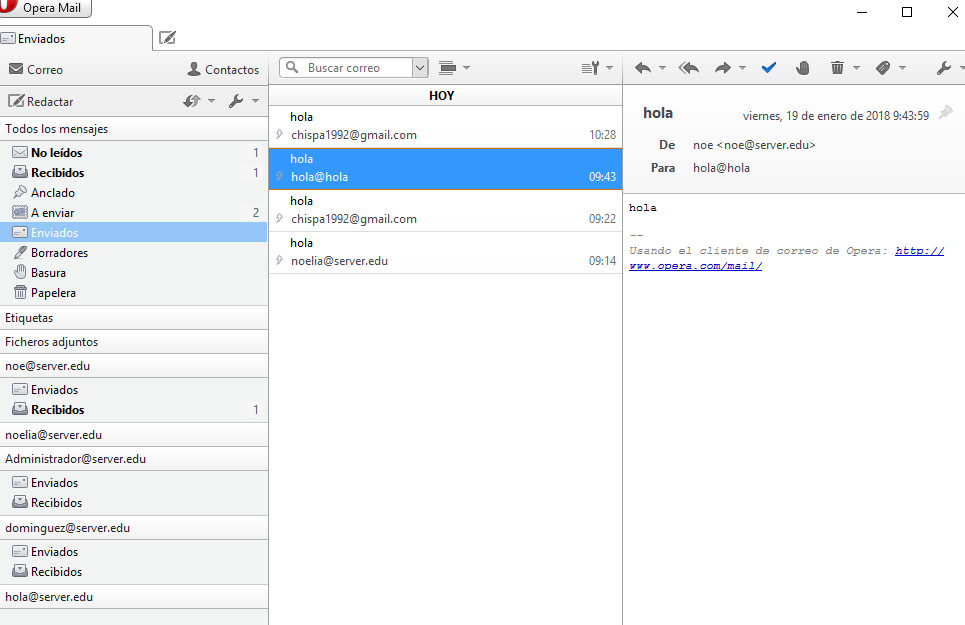 Opera Mail
Enviados
Correo
Contactos
Redactar
Todos los mensajes
No leídos 1
Recibidos 1
Anclado
A enviar 2
Enviados
Borradores
Basura
Papelera
Etiquetas
Ficheros adjuntos
noe@server.edu
Enviados
Recibidos 1
noelia@server.edu
Administrador@server.edu
Enviados
Recibidos
dominguez@server.edu
Enviados
Recibidos
hola@server.edu
Buscar correo
HOY
hola
chispa1992@gmail.com 10:28
hola
hola@hola 09:43
hola
chispa1992@gmail.com 09:22
hola
noelia@server.edu 09:14
hola viernes, 19 de enero de 2018 9:43:59
De noe <noe@server.edu>
Para hola@hola
hola
--
Usando el cliente de correo de Opera: http://
www.opera.com/mail/